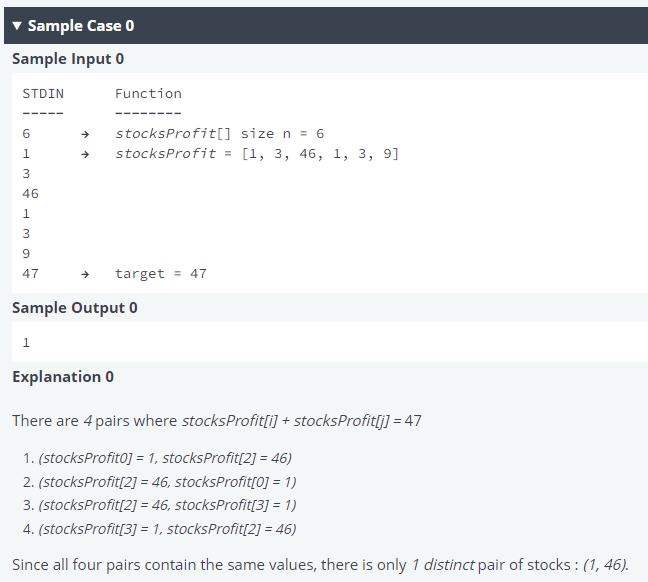 ▼ Sample Case 0
Sample Input 0
STDIN Function
----- --------
6 → stocksProfit[] size n = 6
1 → stocksProfit = [1, 3, 46, 1, 3, 9]
3
46
1
3
9
47 → target = 47
Sample Output 0
1
Explanation 0
There are 4 pairs where stocksProfit[i] + stocksProfit[j] = 47
1. (stocksProfit0] = 1, stocksProfit[2] = 46)
2. (stocksProfit[2] = 46, stocksProfit[0] = 1)
3. (stocksProfit[2] = 46, stocksProfit[3] = 1)
4. (stocksProfit[3] = 1, stocksProfit[2] = 46)
Since all four pairs contain the same values, there is only 1 distinct pair of stocks : (1, 46).